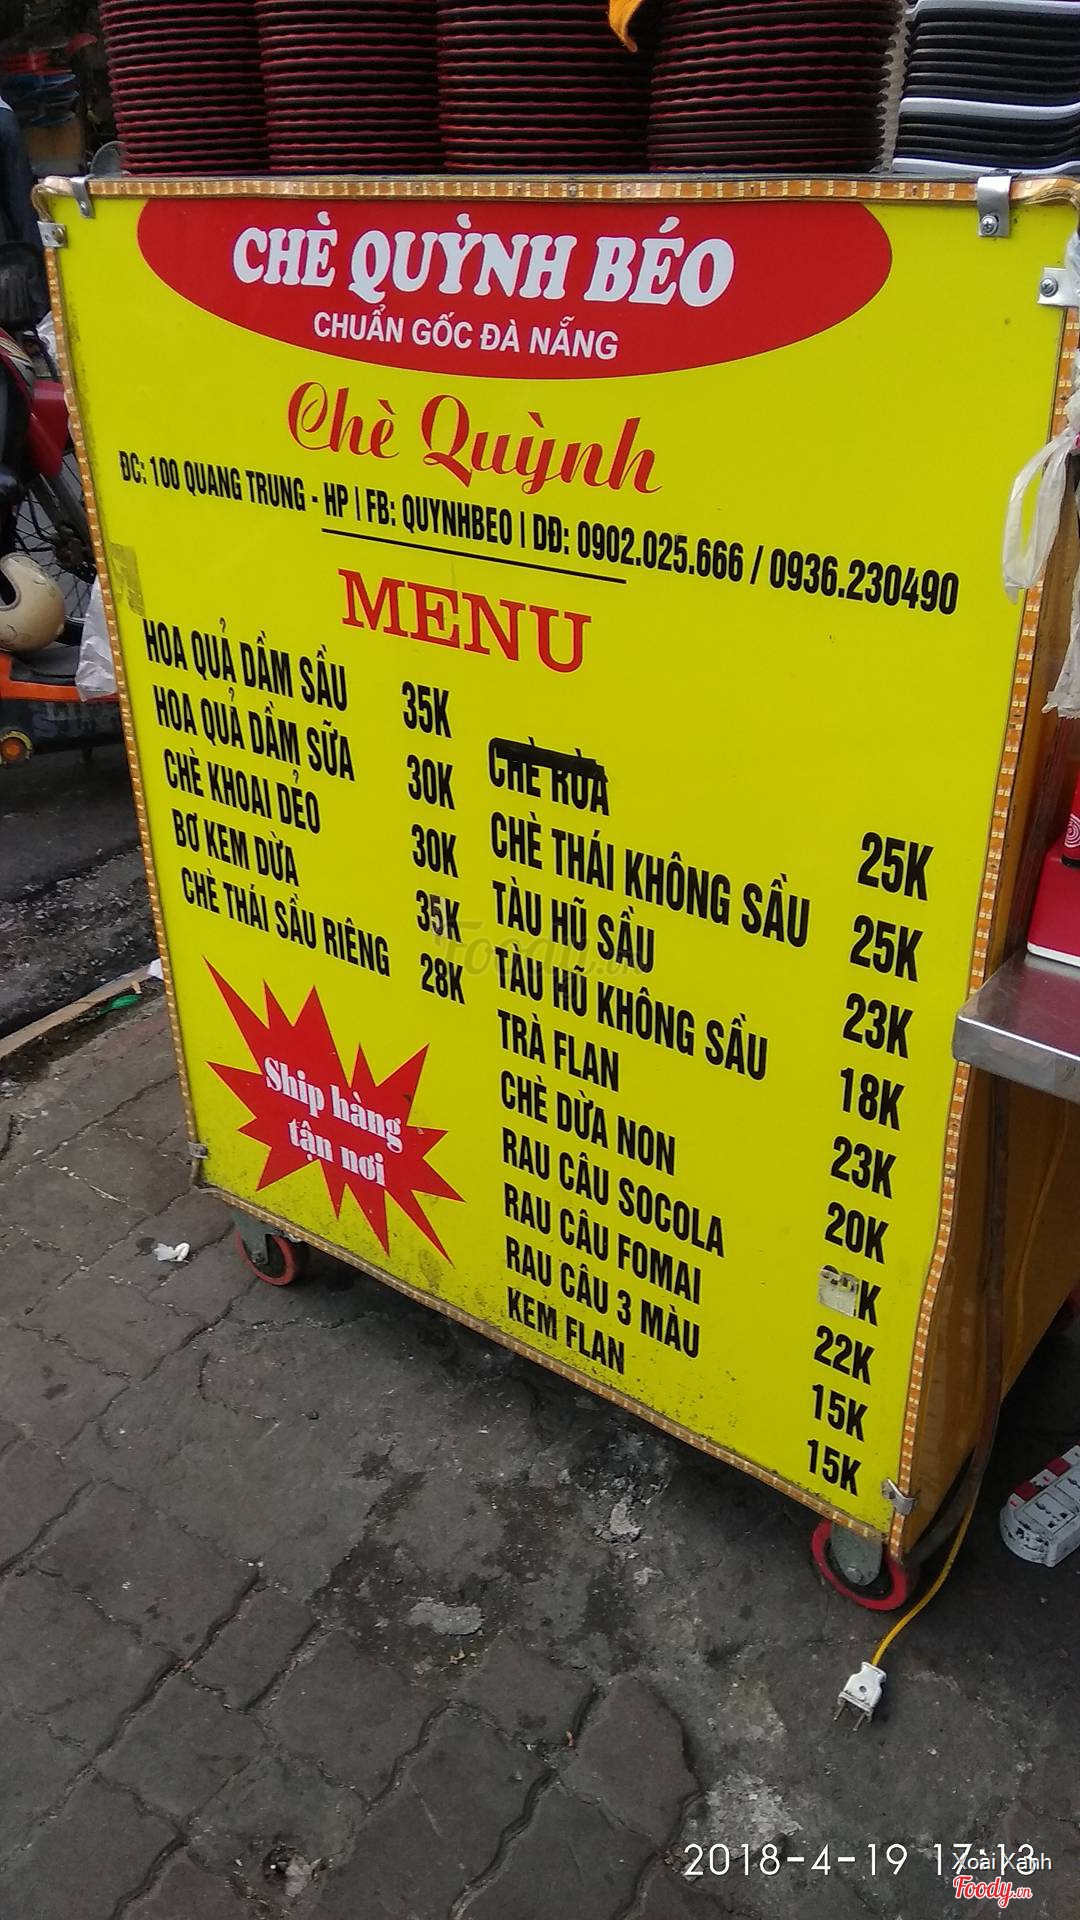 CHÈ QUỲNH BÉO
CHUẨN GỐC ĐÀ NẴNG
Chè Quỳnh
ĐC: 100 QUANG TRUNG - HP | FB: QUYNHBEO | DĐ: 0902.025.666 / 0936.230490
MENU
HOA QUẢ DẦM SẦU 35K
HOA QUẢ DẦM SỮA 30K
CHÈ KHOAI DẺO 30K
BƠ KEM DỪA 35K
CHÈ THÁI SẦU RIÊNG 28K
CHÈ RÙA 25K
CHÈ THÁI KHÔNG SẦU 25K
TÀU HŨ SẦU 23K
TÀU HŨ KHÔNG SẦU 18K
TRÀ FLAN 23K
CHÈ DỪA NON 20K
RAU CÂU SOCOLA K
RAU CÂU FOMAI 22K
RAU CÂU 3 MÀU 15K
KEM FLAN 15K
Ship hàng
tận nơi
Foody.vn
2018-4-19 17:13
Xoài Xanh
Foody.vn